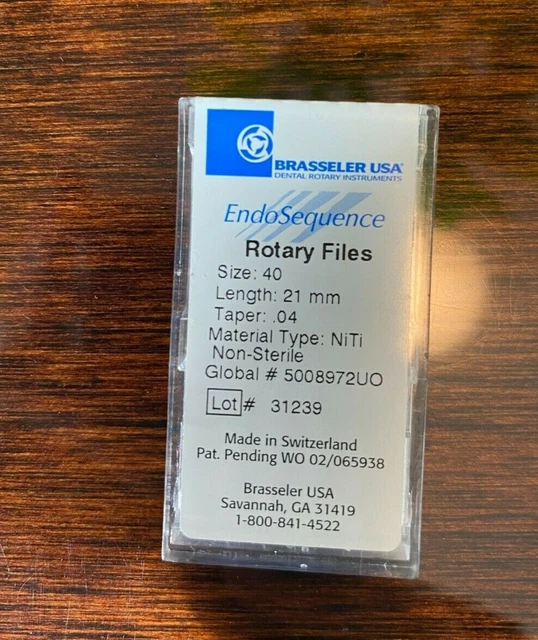 BRASSELER USA®
DENTAL ROTARY INSTRUMENTS
EndoSequence
Rotary Files
Size: 40
Length: 21 mm
Taper: .04
Material Type: NiTi
Non-Sterile
Global # 5008972UO
Lot # 31239
Made in Switzerland
Pat. Pending WO 02/065938
Brasseler USA
Savannah, GA 31419
1-800-841-4522